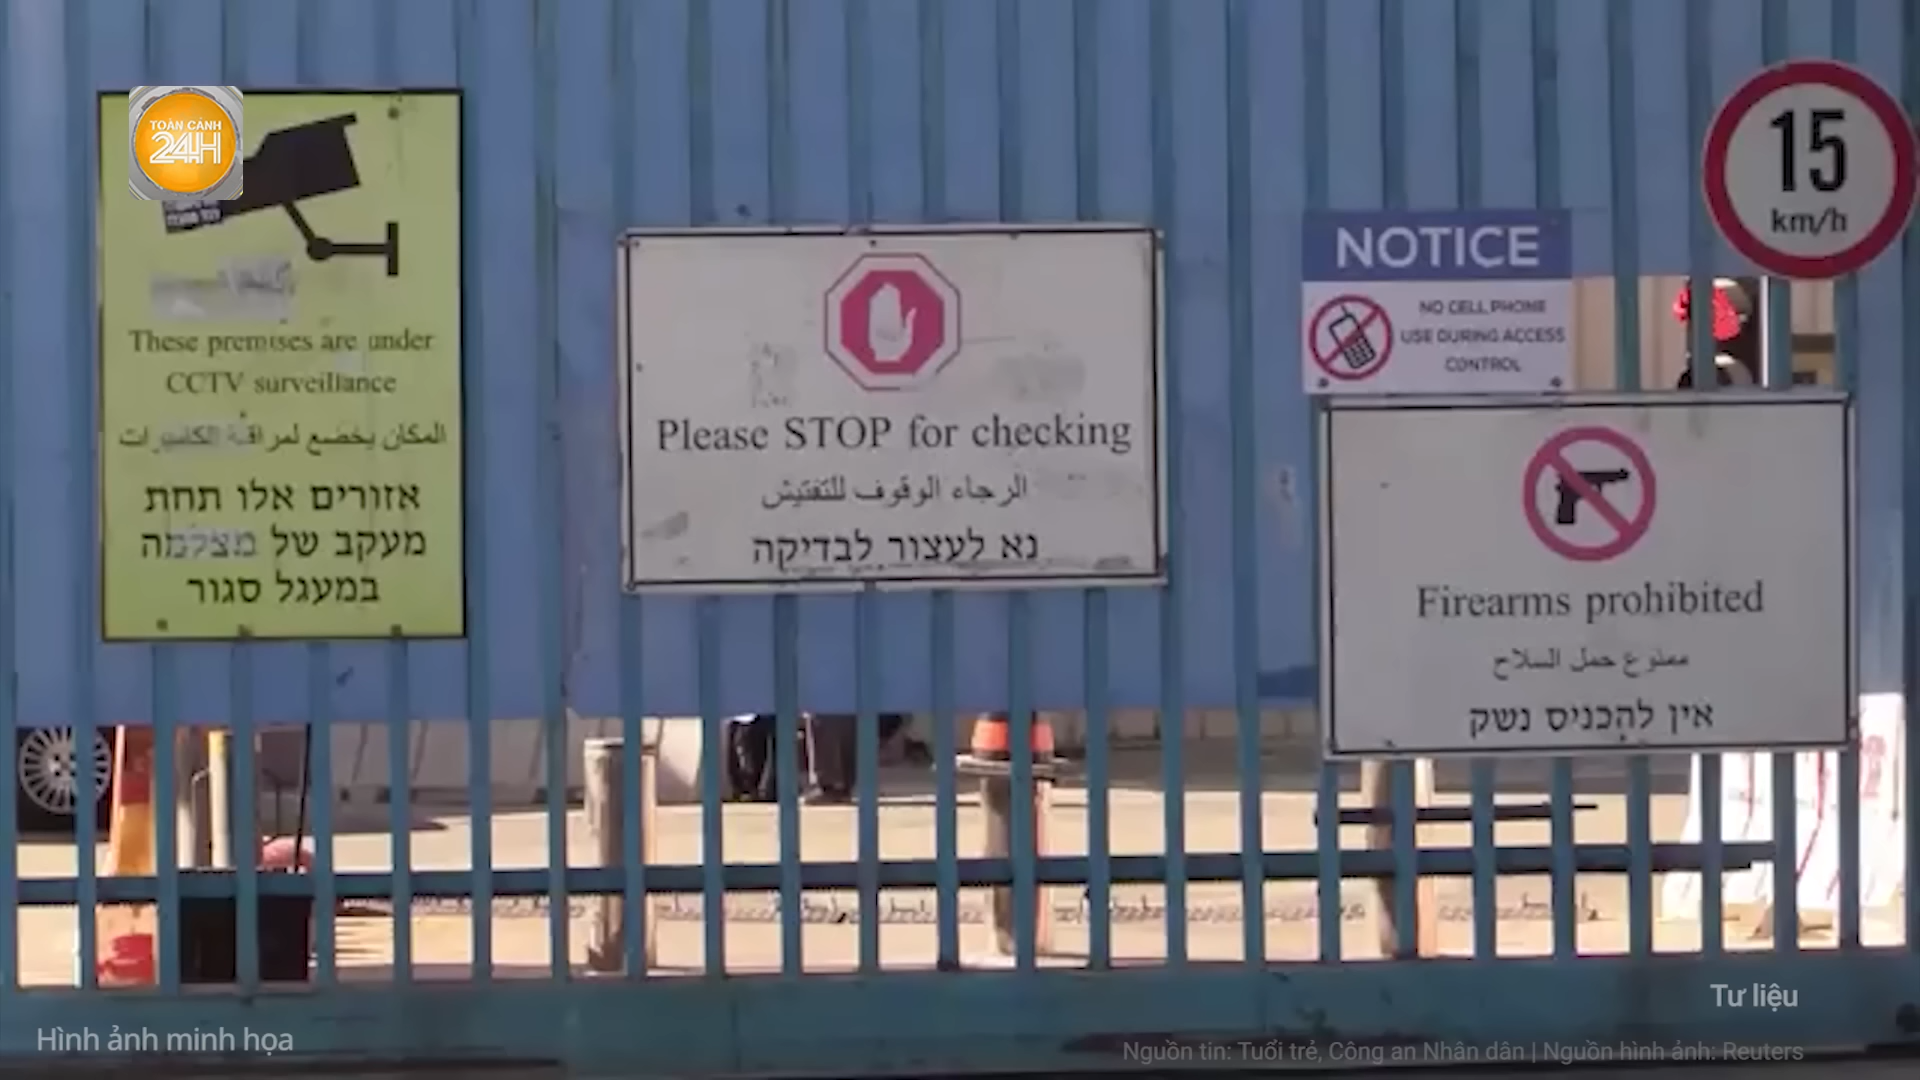 TOÀN CẢNH
24H
These premises are under
CCTV surveillance
المكان يخضع لمراقبة الكاميرات
אזורים אלו תחת
מעקב של מצלמה
במעגל סגור
Please STOP for checking
الرجاء الوقوف للتفتيش
נא לעצור לבדיקה
NOTICE
NO CELL PHONE
USE DURING ACCESS
CONTROL
15
km/h
Firearms prohibited
ممنوع حمل السلاح
אין להכניס נשק
Tư liệu
Hình ảnh minh họa
Nguồn tin: Tuổi trẻ, Công an Nhân dân | Nguồn hình ảnh: Reuters